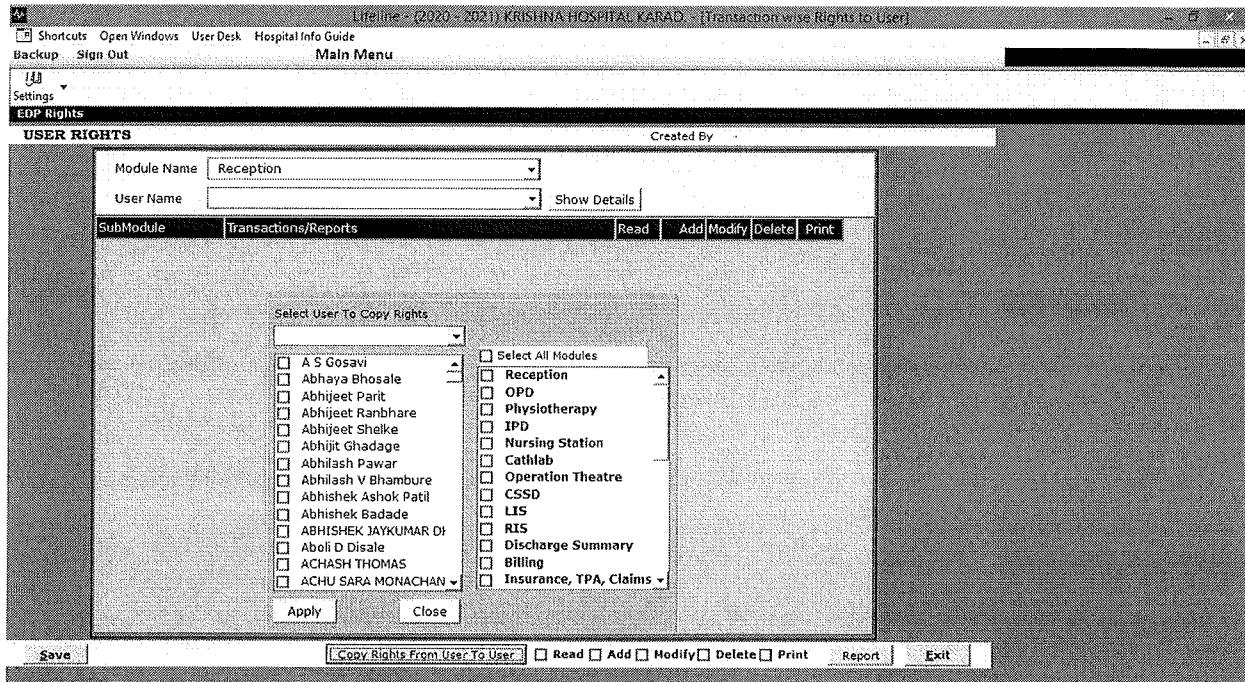 Lifeline - (2020 - 2021) KRISHNA HOSPITAL KARAD. - [Transaction wise Rights to User]
Shortcuts Open Windows User Desk Hospital Info Guide
Backup Sign Out Main Menu
Settings
EDP Rights
USER RIGHTS Created By -
Module Name Reception
User Name Show Details
SubModule Transactions/Reports Read Add Modify Delete Print
Select User To Copy Rights
Select All Modules
A S Gosavi Reception
Abhaya Bhosale OPD
Abhijeet Parit Physiotherapy
Abhijeet Ranbhare IPD
Abhijeet Shelke Nursing Station
Abhijit Ghadage Cathlab
Abhilash Pawar Operation Theatre
Abhilash V Bhambure CSSD
Abhishek Ashok Patil LIS
Abhishek Badade RIS
ABHISHEK JAYKUMAR Discharge Summary
Aboli D Disale Billing
ACHASH THOMAS Insurance, TPA, Claims
ACHU SARA MONACHAN
Apply Close
Save Copy Rights From User To User Read Add Modify Delete Print Report Exit